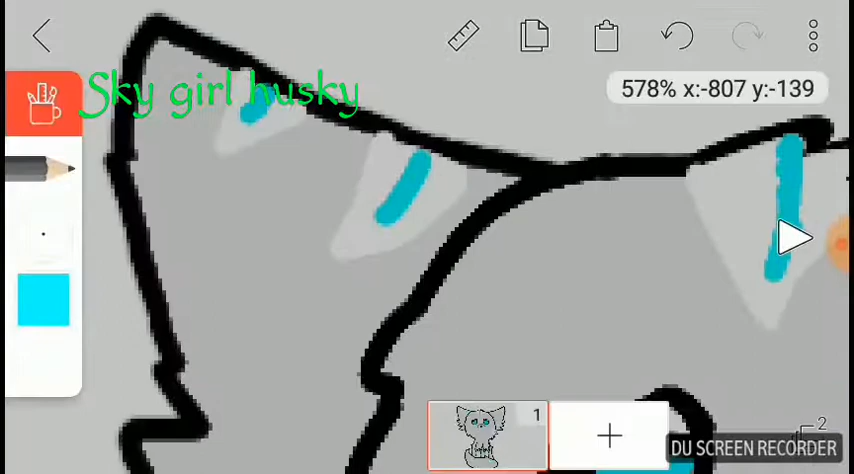 Sky girl husky
578% x:-807 y:-139
1
2
DU SCREEN RECORDER